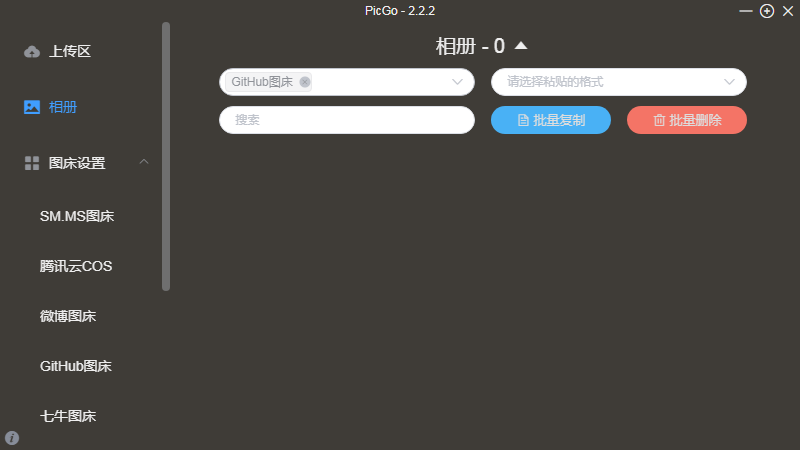 PicGo - 2.2.2
上传区
相册
图床设置
SM.MS图床
腾讯云COS
微博图床
GitHub图床
七牛图床
相册 - 0
GitHub图床
请选择粘贴的格式
搜索
批量复制
批量删除